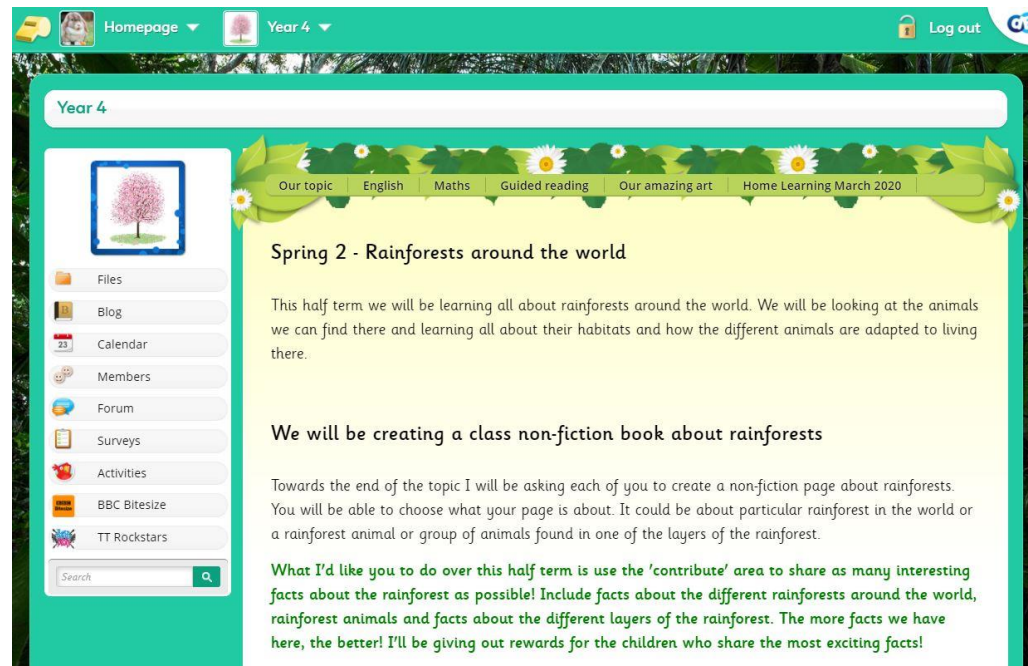 Homepage
Year 4
Log out
Year 4
Our topic
English
Maths
Guided reading
Our amazing art
Home Learning March 2020
Files
Blog
23
Calendar
Members
Forum
Surveys
Activities
BBC Bitesize
TT Rockstars
Search
Spring 2 - Rainforests around the world
This half term we will be learning all about rainforests around the world. We will be looking at the animals
we can find there and learning all about their habitats and how the different animals are adapted to living
there.
We will be creating a class non-fiction book about rainforests
Towards the end of the topic I will be asking each of you to create a non-fiction page about rainforests.
You will be able to choose what your page is about. It could be about particular rainforest in the world or
a rainforest animal or group of animals found in one of the layers of the rainforest.
What I'd like you to do over this half term is use the 'contribute' area to share as many interesting
facts about the rainforest as possible! Include facts about the different rainforests around the world,
rainforest animals and facts about the different layers of the rainforest. The more facts we have
here, the better! I'll be giving out rewards for the children who share the most exciting facts!